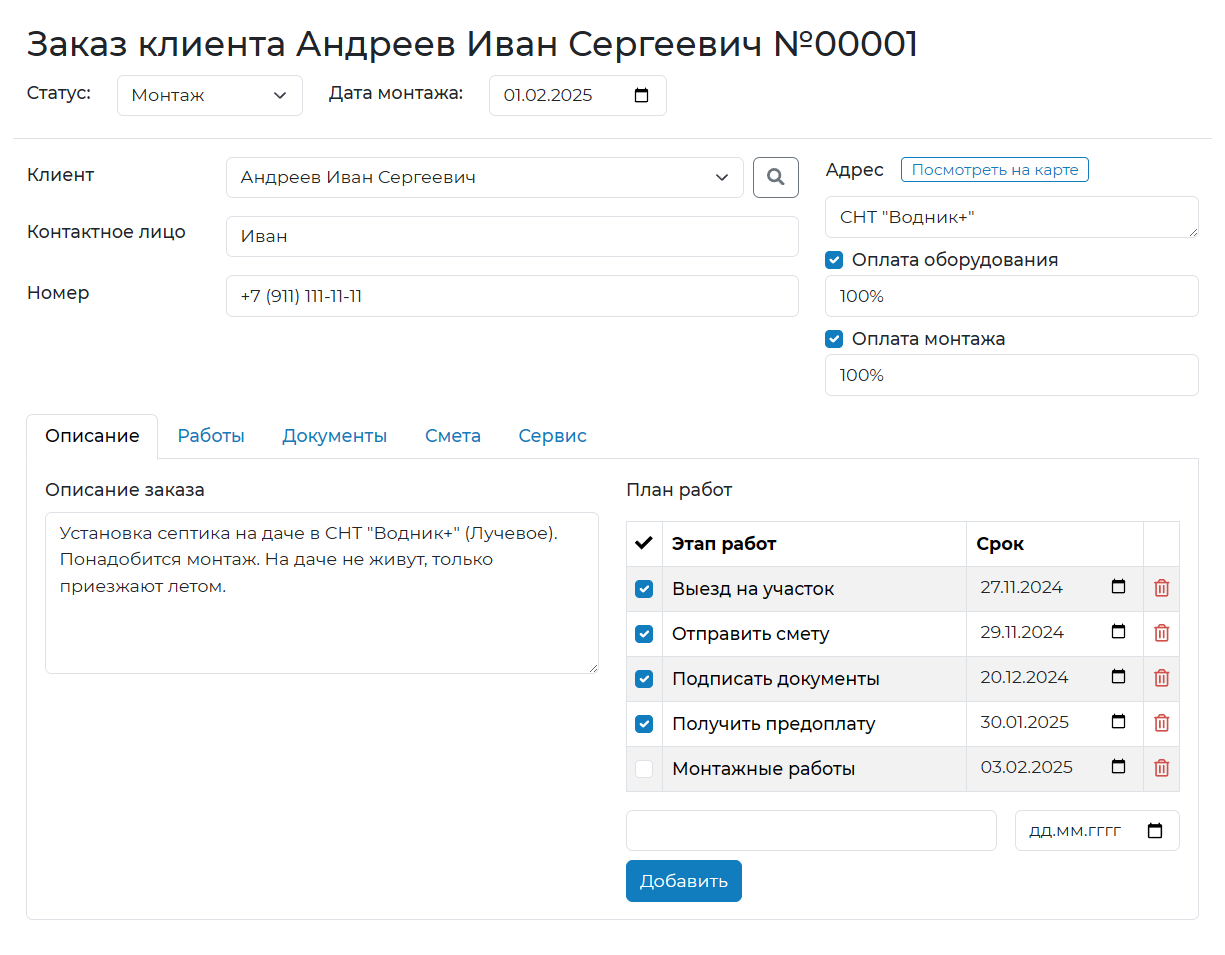 Заказ клиента Андреев Иван Сергеевич №00001
Статус: Монтаж Дата монтажа: 01.02.2025
Клиент Андреев Иван Сергеевич
Контактное лицо Иван
Номер +7 (911) 111-11-11
Адрес Посмотреть на карте
СНТ "Водник+"
Оплата оборудования
100%
Оплата монтажа
100%
Описание Работы Документы Смета Сервис
Описание заказа
Установка септика на даче в СНТ "Водник+" (Лучевое).
Понадобится монтаж. На даче не живут, только
приезжают летом.
План работ
Этап работ Срок
Выезд на участок 27.11.2024
Отправить смету 29.11.2024
Подписать документы 20.12.2024
Получить предоплату 30.01.2025
Монтажные работы 03.02.2025
дд.мм.гггг
Добавить